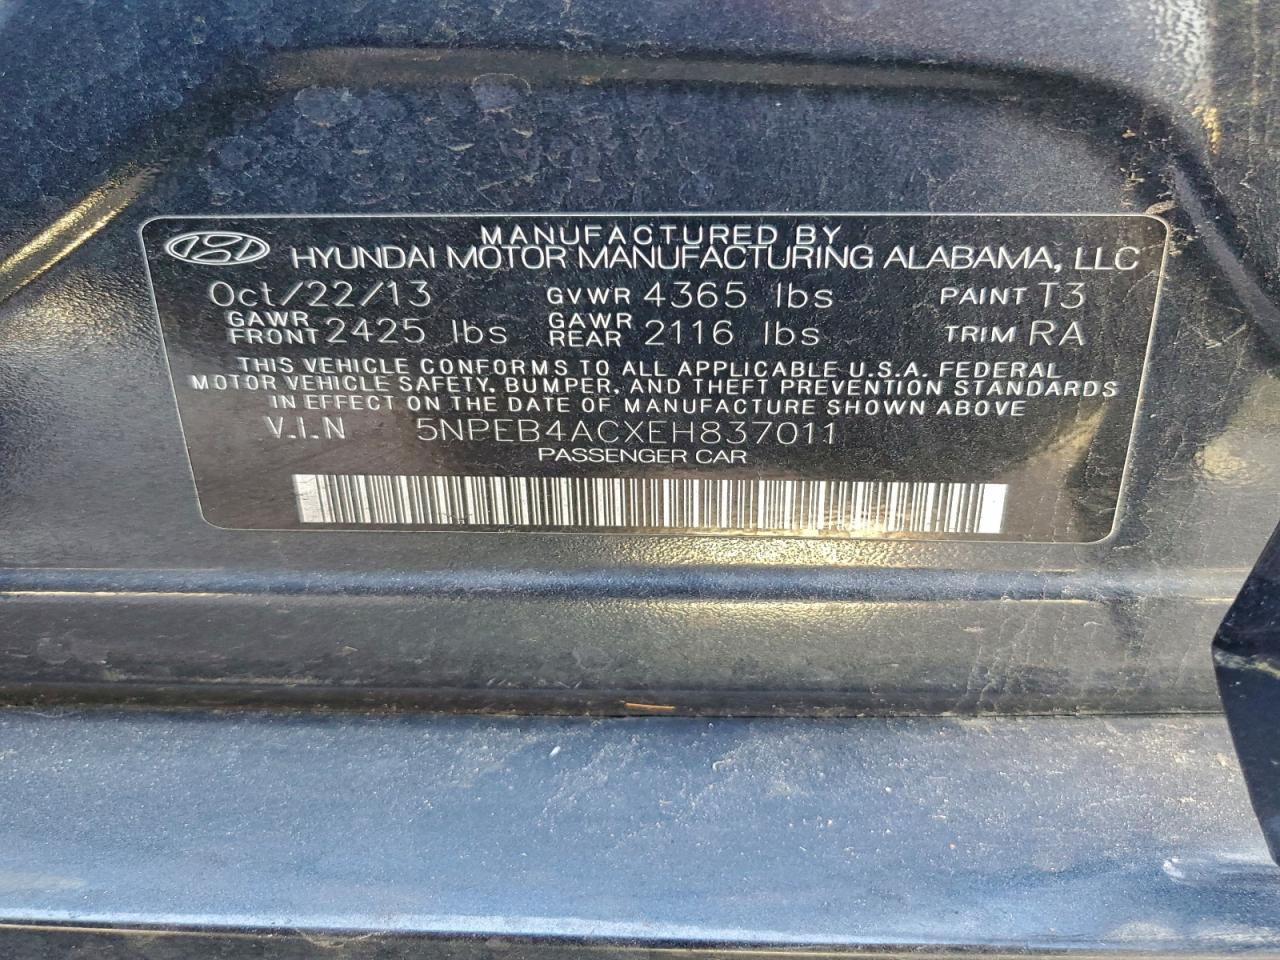 MANUFACTURED BY
HYUNDAI MOTOR MANUFACTURING ALABAMA, LLC
Oct/22/13 GVWR 4365 lbs PAINT T3
GAWR FRONT 2425 lbs GAWR REAR 2116 lbs TRIM RA
THIS VEHICLE CONFORMS TO ALL APPLICABLE U.S.A. FEDERAL
MOTOR VEHICLE SAFETY, BUMPER, AND THEFT PREVENTION STANDARDS
IN EFFECT ON THE DATE OF MANUFACTURE SHOWN ABOVE
V.I.N 5NPEB4ACXEH837011
PASSENGER CAR